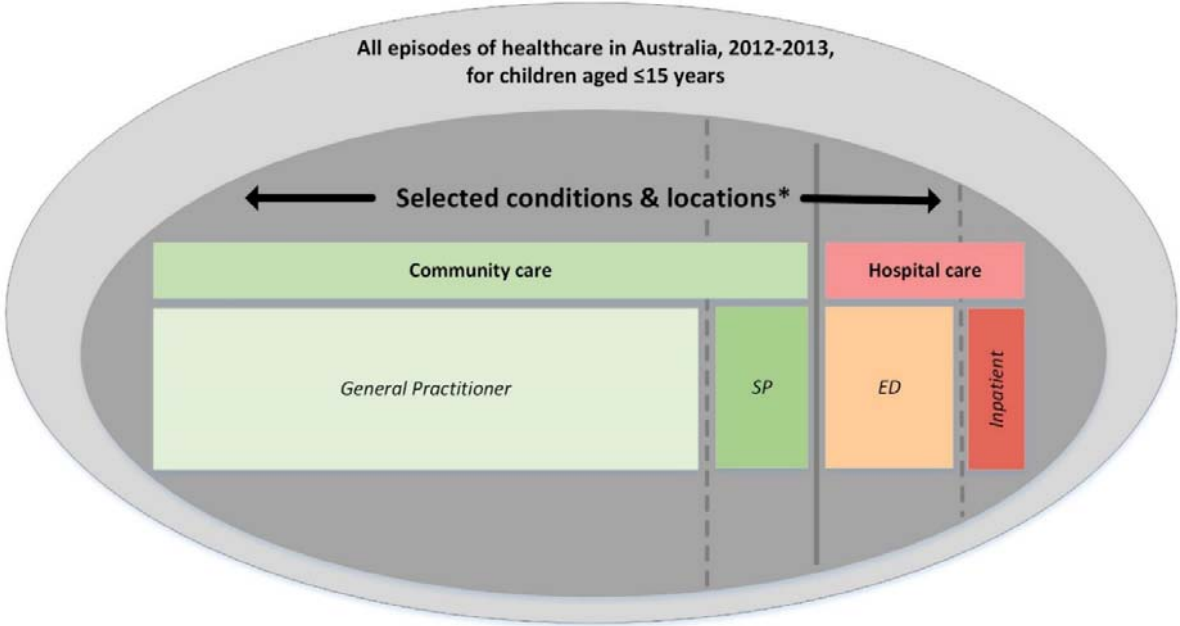 All episodes of healthcare in Australia, 2012-2013,
for children aged ≤15 years
Selected conditions & locations*
Community care
Hospital care
General Practitioner
SP
ED
Inpatient